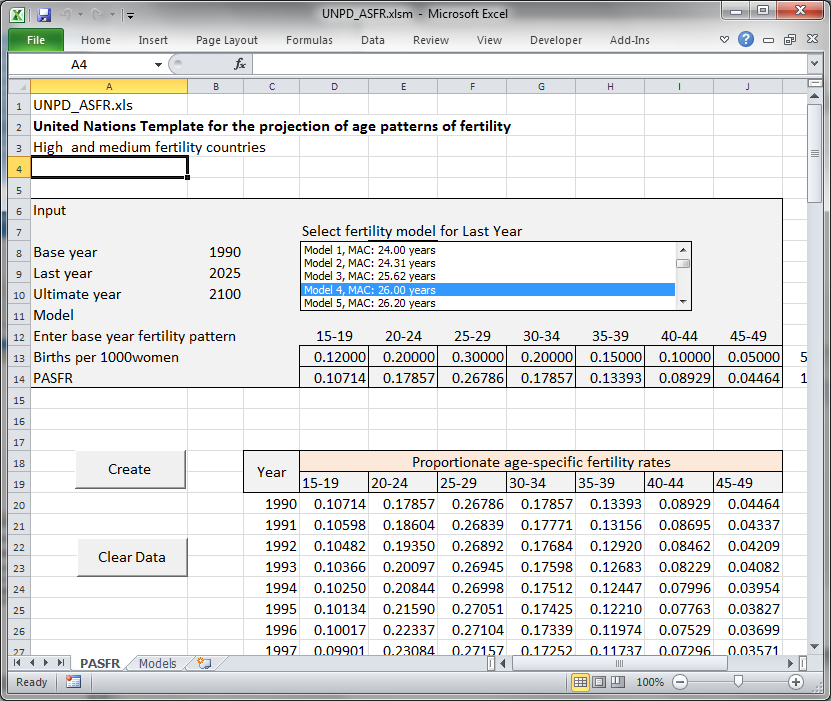 UNPD_ASFR.xlsm - Microsoft Excel
File Home Insert Page Layout Formulas Data Review View Developer Add-Ins
A4 fx
A B C D E F G H I J
1 UNPD_ASFR.xls
2 United Nations Template for the projection of age patterns of fertility
3 High and medium fertility countries
4
5
6 Input
7 Select fertility model for Last Year
Model 1, MAC: 24.00 years
8 Base year 1990
Model 2, MAC: 24.31 years
9 Last year 2025
Model 3, MAC: 25.62 years
Model 4, MAC: 26.00 years
10 Ultimate year 2100
Model 5, MAC: 26.20 years
11 Model
12 Enter base year fertility pattern 15-19 20-24 25-29 30-34 35-39 40-44 45-49
13 Births per 1000women 0.12000 0.20000 0.30000 0.20000 0.15000 0.10000 0.05000 5
14 PASFR 0.10714 0.17857 0.26786 0.17857 0.13393 0.08929 0.04464 1
15
16
17
18 Proportionate age-specific fertility rates
Create Year
19 15-19 20-24 25-29 30-34 35-39 40-44 45-49
20 1990 0.10714 0.17857 0.26786 0.17857 0.13393 0.08929 0.04464
21 1991 0.10598 0.18604 0.26839 0.17771 0.13156 0.08695 0.04337
22 1992 0.10482 0.19350 0.26892 0.17684 0.12920 0.08462 0.04209
Clear Data
23 1993 0.10366 0.20097 0.26945 0.17598 0.12683 0.08229 0.04082
24 1994 0.10250 0.20844 0.26998 0.17512 0.12447 0.07996 0.03954
25 1995 0.10134 0.21590 0.27051 0.17425 0.12210 0.07763 0.03827
26 1996 0.10017 0.22337 0.27104 0.17339 0.11974 0.07529 0.03699
27 1997 0.09901 0.23084 0.27157 0.17252 0.11737 0.07296 0.03571
PASFR Models
Ready 100%